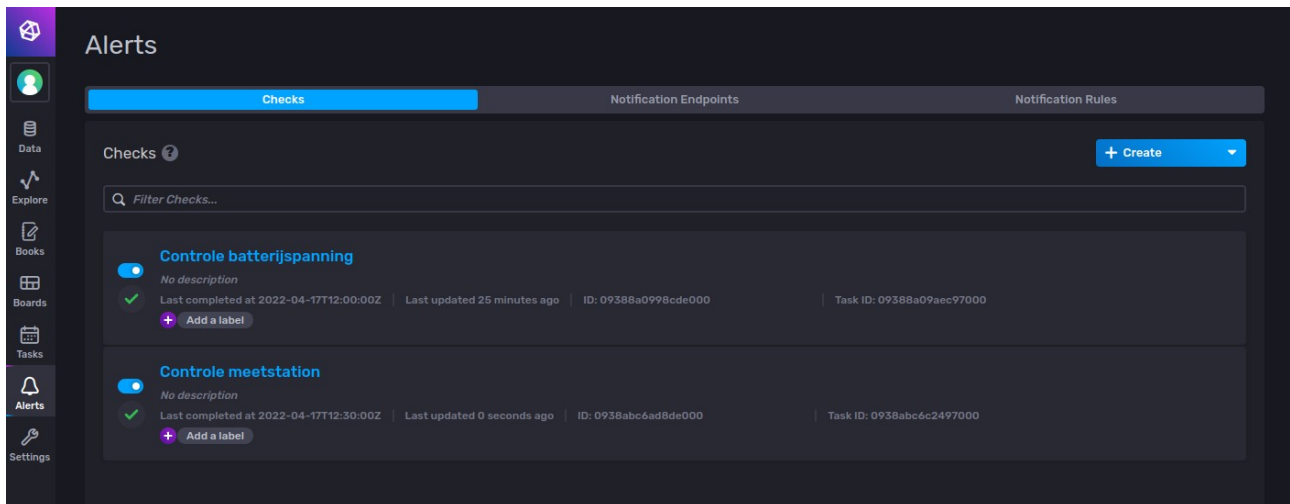 Alerts
Checks Notification Endpoints Notification Rules
Data
Explore
Books
Boards
Tasks
Alerts
Settings
Checks ?
+ Create
Filter Checks...
Controle batterijspanning
No description
Last completed at 2022-04-17T12:00:00Z Last updated 25 minutes ago ID: 09388a0998cde000 Task ID: 09388a09aec97000
+ Add a label
Controle meetstation
No description
Last completed at 2022-04-17T12:30:00Z Last updated 0 seconds ago ID: 0938abc6ad8de000 Task ID: 0938abc6c2497000
+ Add a label